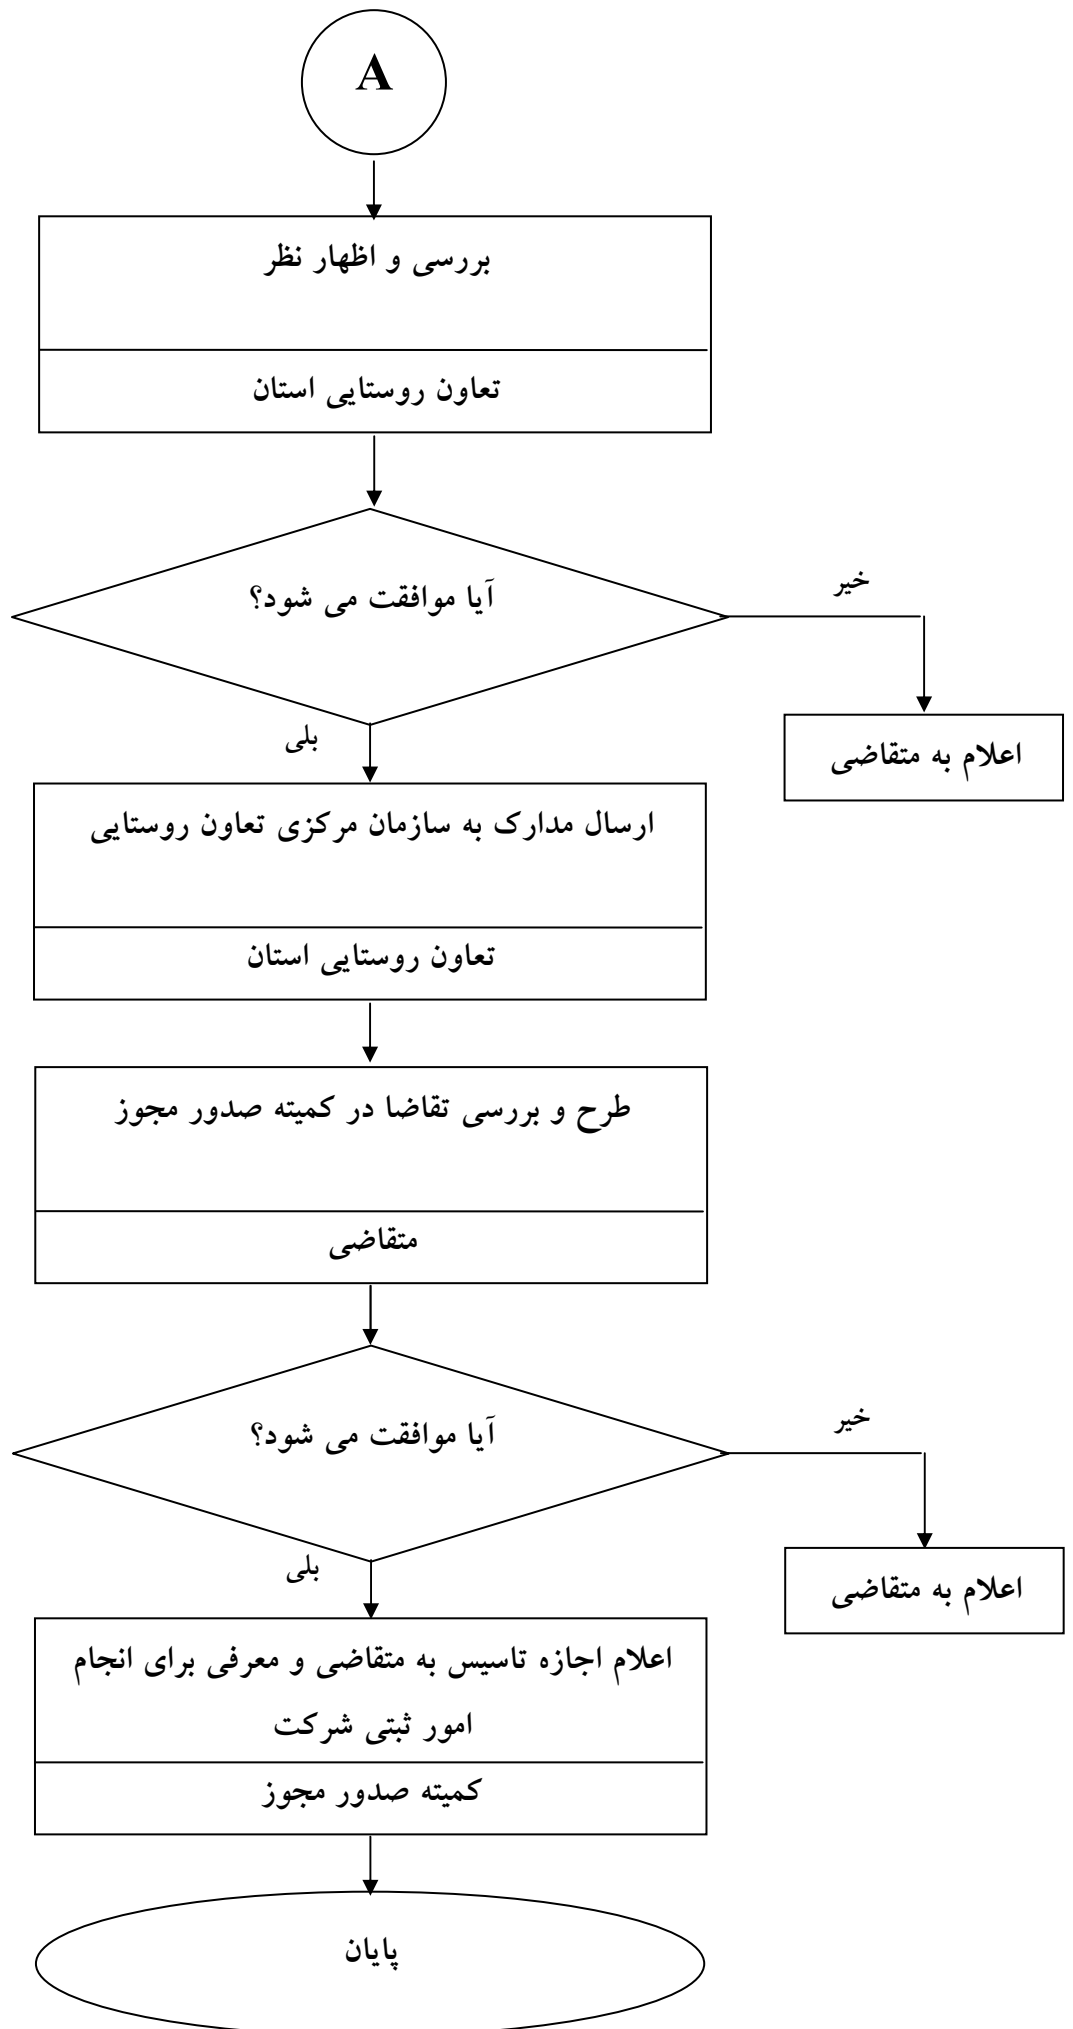 A
بررسی و اظهار نظر
تعاون روستایی استان
آیا موافقت می شود؟
خیر
اعلام به متقاضی
بلی
ارسال مدارک به سازمان مرکزی تعاون روستایی
تعاون روستایی استان
طرح و بررسی تقاضا در کمیته صدور مجوز
متقاضی
آیا موافقت می شود؟
خیر
اعلام به متقاضی
بلی
اعلام اجازه تاسیس به متقاضی و معرفی برای انجام
امور ثبتی شرکت
کمیته صدور مجوز
پایان